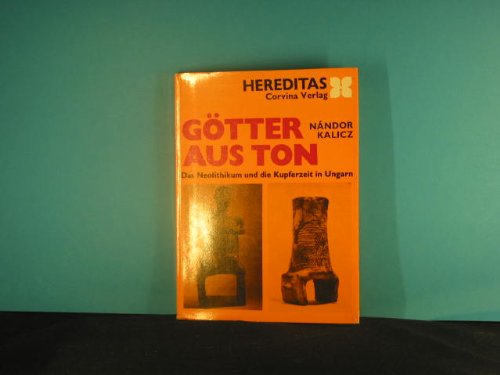 HEREDITAS
Corvina Verlag
GÖTTER
AUS TON
NÁNDOR
KALICZ
Das Neolithikum und die Kupferzeit in Ungarn